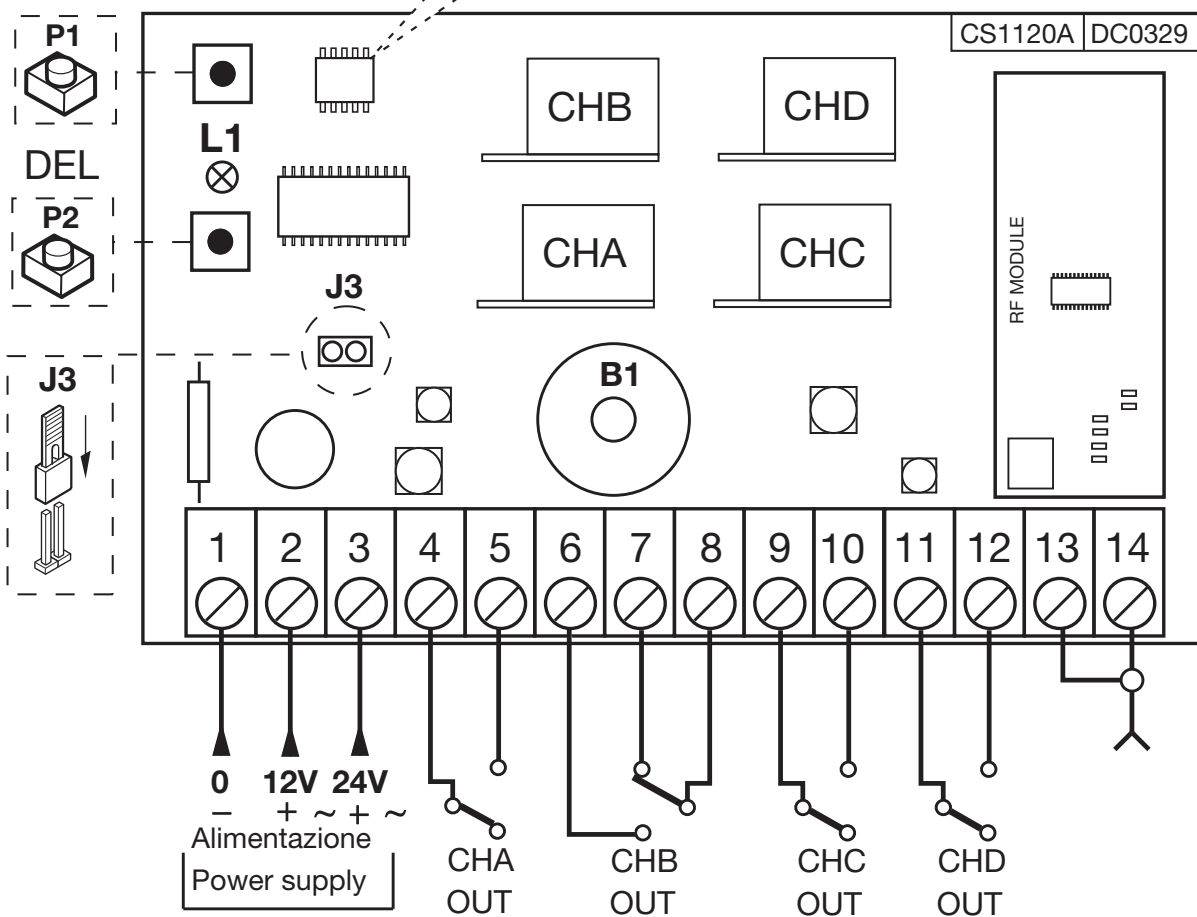 P1
CS1120A DC0329
CHB CHD
L1
DEL
P2
CHA CHC
RF MODULE
J3
J3
B1
1 2 3 4 5 6 7 8 9 10 11 12 13 14
0 12V 24V
– + ~ + ~
Alimentazione
Power supply
CHA CHB CHC CHD
OUT OUT OUT OUT